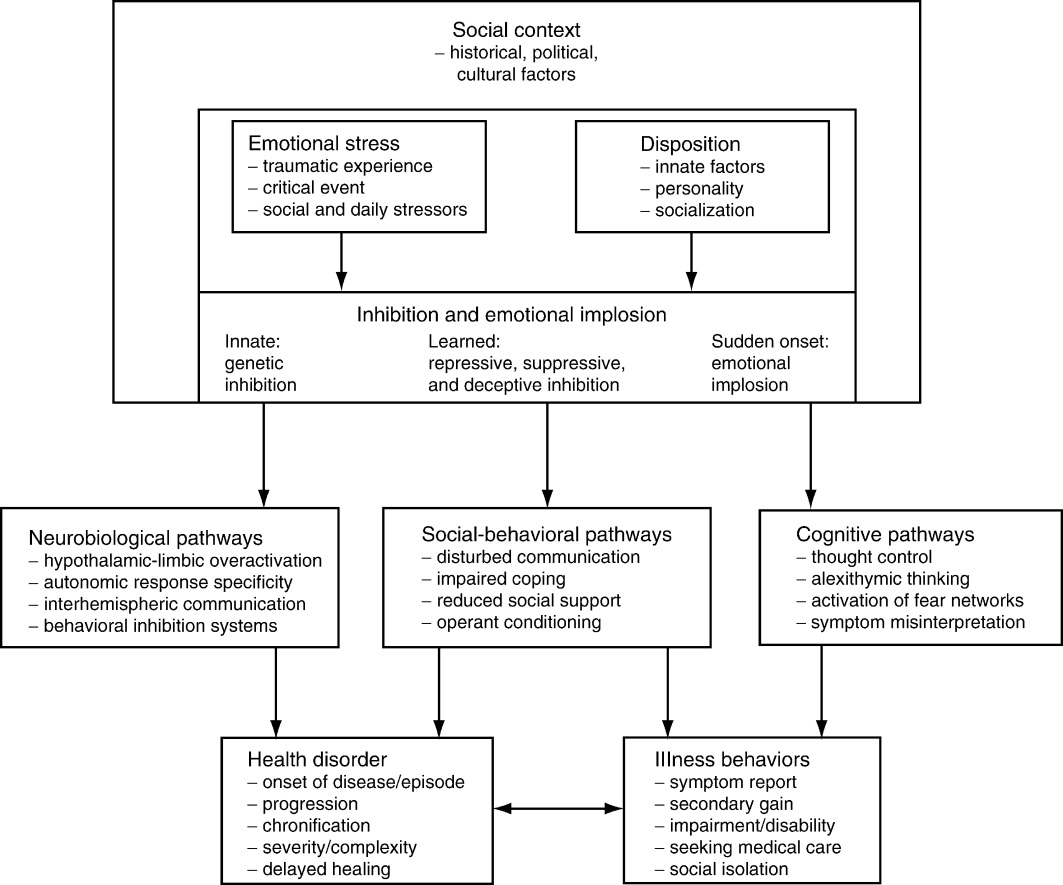 Social context
– historical, political,
cultural factors
Emotional stress
– traumatic experience
– critical event
– social and daily stressors
Disposition
– innate factors
– personality
– socialization
Inhibition and emotional implosion
Innate:
genetic
inhibition
Learned:
repressive, suppressive,
and deceptive inhibition
Sudden onset:
emotional
implosion
Neurobiological pathways
– hypothalamic-limbic overactivation
– autonomic response specificity
– interhemispheric communication
– behavioral inhibition systems
Social-behavioral pathways
– disturbed communication
– impaired coping
– reduced social support
– operant conditioning
Cognitive pathways
– thought control
– alexithymic thinking
– activation of fear networks
– symptom misinterpretation
Health disorder
– onset of disease/episode
– progression
– chronification
– severity/complexity
– delayed healing
IIIness behaviors
– symptom report
– secondary gain
– impairment/disability
– seeking medical care
– social isolation